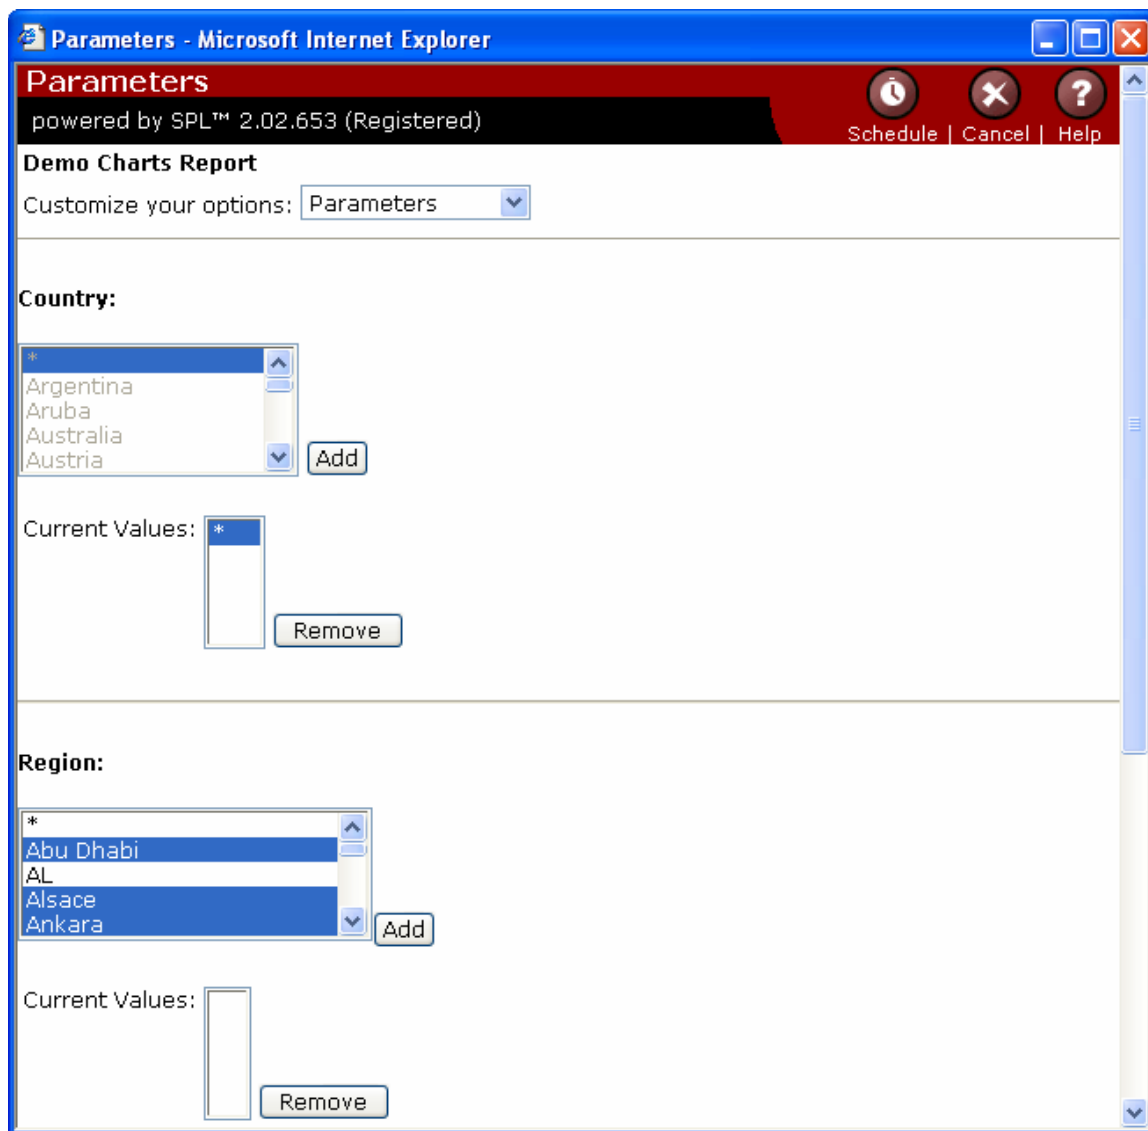 Parameters - Microsoft Internet Explorer
Parameters
powered by SPL™ 2.02.653 (Registered)
Schedule | Cancel | Help
Demo Charts Report
Customize your options: Parameters
Country:
*
Argentina
Aruba
Australia
Austria
Add
Current Values: *
Remove
Region:
*
Abu Dhabi
AL
Alsace
Ankara
Add
Current Values:
Remove